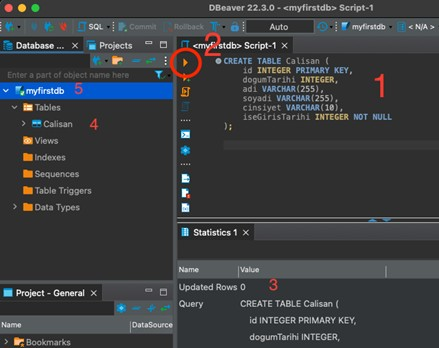 DBeaver 22.3.0 - <myfirstdb> Script-1
SQL
Commit
Rollback
T
Auto
myfirstdb
< N/A >
Database ...
Projects
Enter a part of object name here
myfirstdb
5
Tables
Calisan
4
Views
Indexes
Sequences
Table Triggers
Data Types
Project - General
Name
DataSource
Bookmarks
<myfirstdb> Script-1
2
CREATE TABLE Calisan (
id INTEGER PRIMARY KEY,
dogumTarihi INTEGER,
adi VARCHAR(255),
soyadi VARCHAR(255),
cinsiyet VARCHAR(10),
iseGirisTarihi INTEGER NOT NULL
);
1
Statistics 1
Name
Value
Updated Rows
0
3
Query
CREATE TABLE Calisan (
id INTEGER PRIMARY KEY,
dogumTarihi INTEGER,